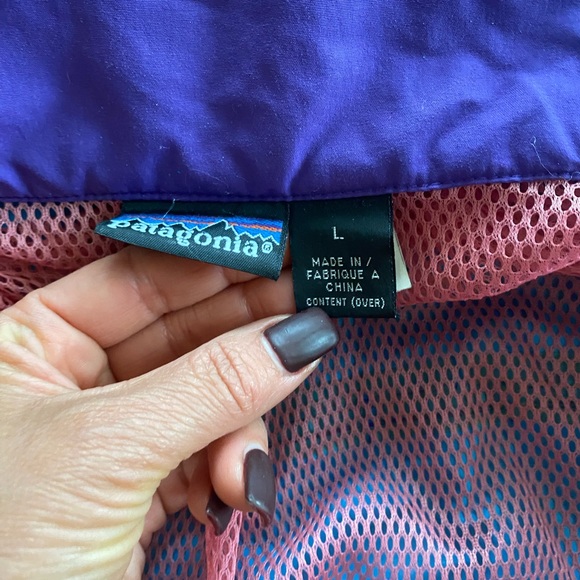 patagonia®
L
MADE IN /
FABRIQUE A
CHINA
CONTENT (OVER)